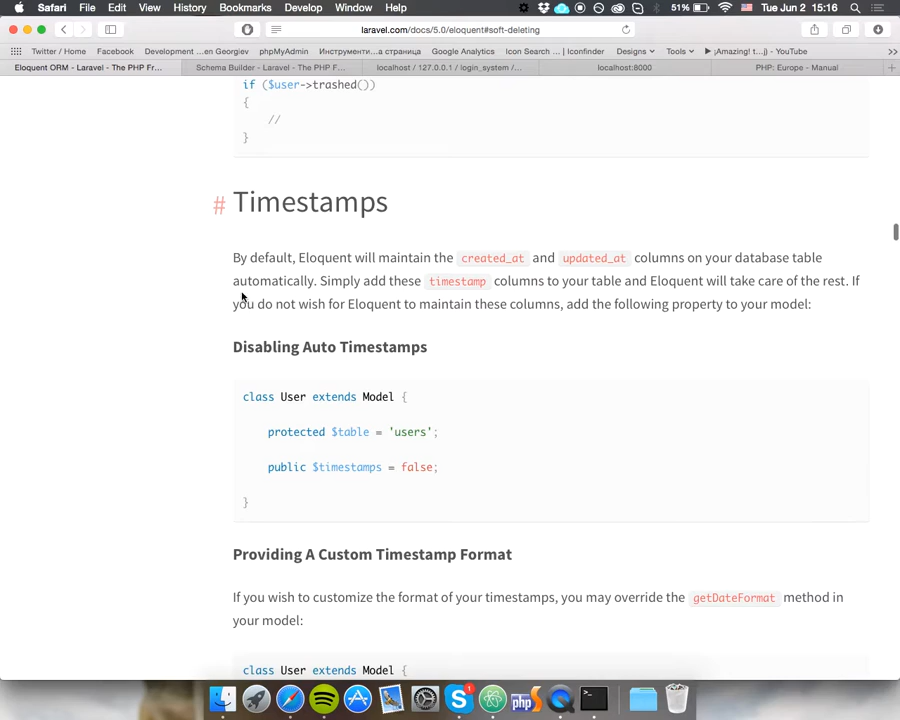 Safari File Edit View History Bookmarks Develop Window Help 51% Tue Jun 2 15:16
laravel.com/docs/5.0/eloquent#soft-deleting
Twitter / Home Facebook Development ...en Georgiev phpMyAdmin Инструменти...а страница Google Analytics Icon Search ... | Iconfinder Designs Tools ¡Amazing! t...;) - YouTube
Eloquent ORM - Laravel - The PHP Fr... Schema Builder - Laravel - The PHP F... localhost / 127.0.0.1 / login_system /... localhost:8000 PHP: Europe - Manual
if ($user->trashed())
{
//
}
# Timestamps
By default, Eloquent will maintain the created_at and updated_at columns on your database table
automatically. Simply add these timestamp columns to your table and Eloquent will take care of the rest. If
you do not wish for Eloquent to maintain these columns, add the following property to your model:
Disabling Auto Timestamps
class User extends Model {
protected $table = 'users';
public $timestamps = false;
}
Providing A Custom Timestamp Format
If you wish to customize the format of your timestamps, you may override the getDateFormat method in
your model:
class User extends Model {
1
php